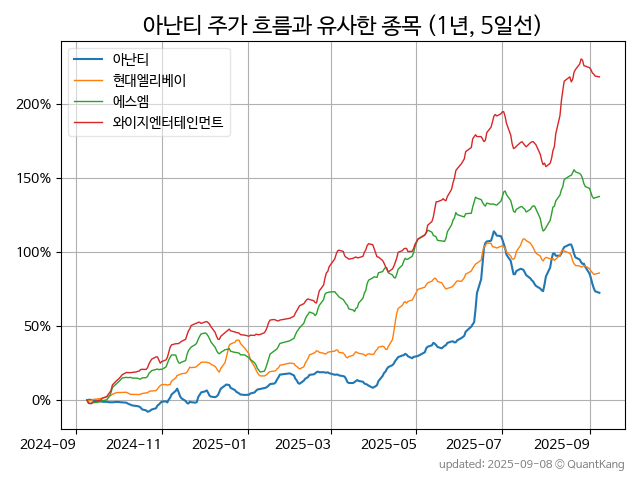 아난티 주가 흐름과 유사한 종목 (1년, 5일선)
아난티
현대엘리베이
에스엠
와이지엔터테인먼트
200%
150%
100%
50%
0%
2024-09 2024-11 2025-01 2025-03 2025-05 2025-07 2025-09
updated: 2025-09-08 © QuantKang